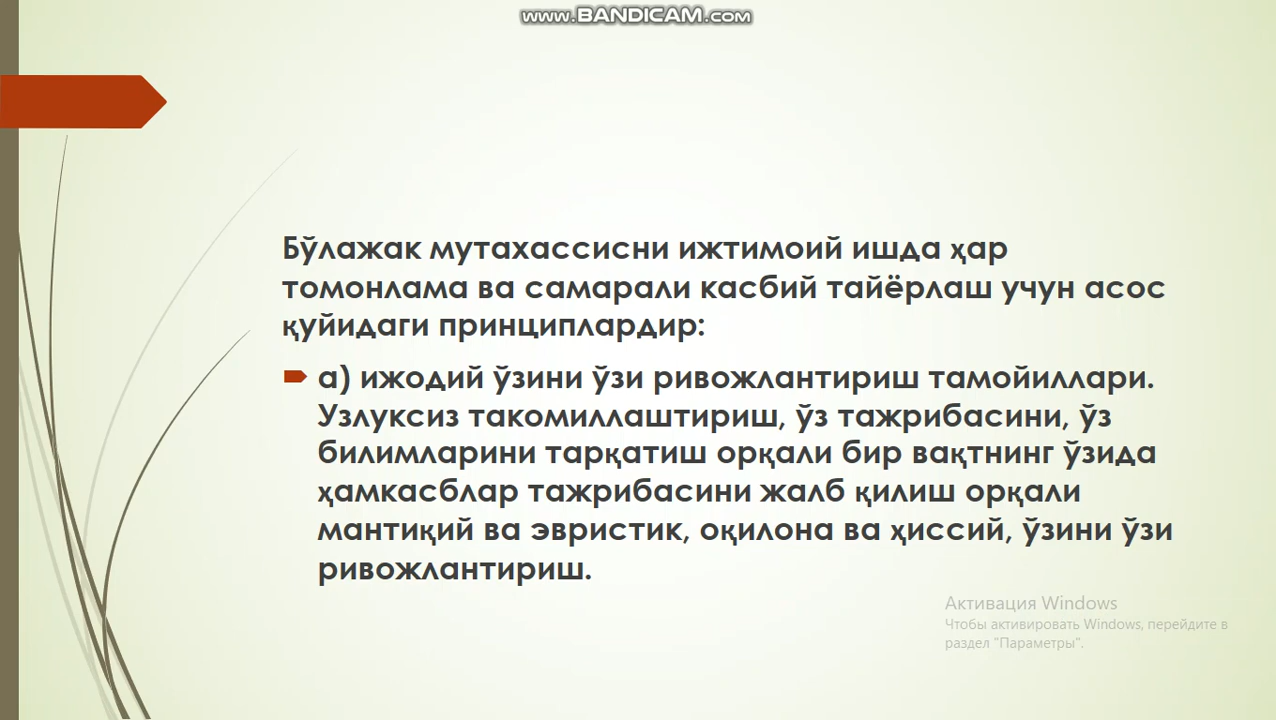 www.BANDICAM.com
Бўлажак мутахассисни ижтимоий ишда ҳар
томонлама ва самарали касбий тайёрлаш учун асос
қуйидаги принциплардир:
а) ижодий ўзини ўзи ривожлантириш тамойиллари.
Узлуксиз такомиллаштириш, ўз тажрибасини, ўз
билимларини тарқатиш орқали бир вақтнинг ўзида
ҳамкасблар тажрибасини жалб қилиш орқали
мантиқий ва эвристик, оқилона ва ҳиссий, ўзини ўзи
ривожлантириш.
Активация Windows
Чтобы активировать Windows, перейдите в
раздел "Параметры".